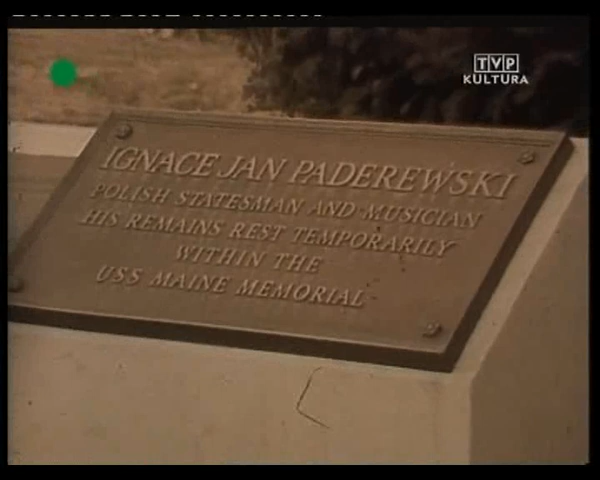 TVP
KULTURA
IGNACE JAN PADEREWSKI
POLISH STATESMAN AND MUSICIAN
HIS REMAINS REST TEMPORARILY
WITHIN THE
USS MAINE MEMORIAL